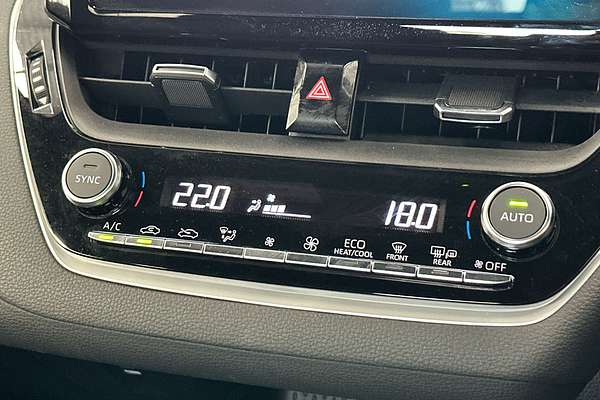 SYNC
22.0
18.0
AUTO
A/C
ECO
HEAT/COOL
FRONT
REAR
OFF